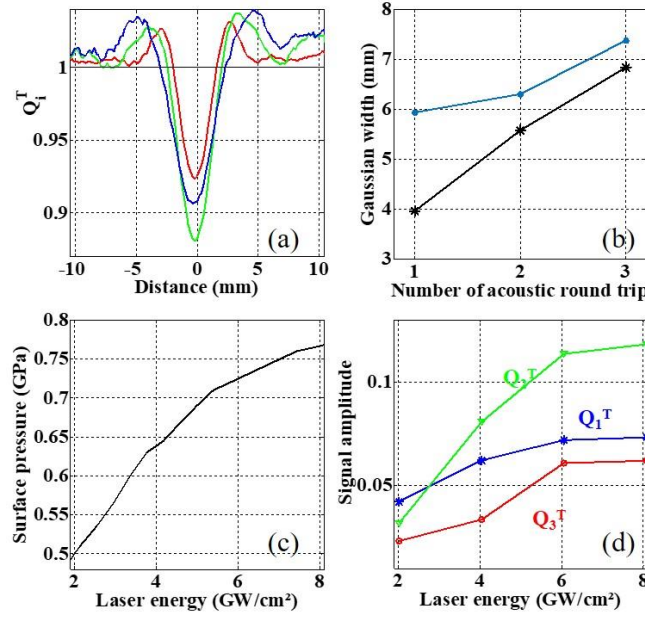 1
0.95
0.9
Q_i^T
-10
-5
0
5
10
Distance (mm)
(a)
8
7
6
5
4
3
Gaussian width (mm)
1
2
3
Number of acoustic round trip
(b)
0.8
0.75
0.7
0.65
0.6
0.55
0.5
Surface pressure (GPa)
2
4
6
8
Laser energy (GW/cm²)
(c)
0.1
0.05
Signal amplitude
Q_2^T
Q_1^T
Q_3^T
2
4
6
8
Laser energy (GW/cm²)
(d)